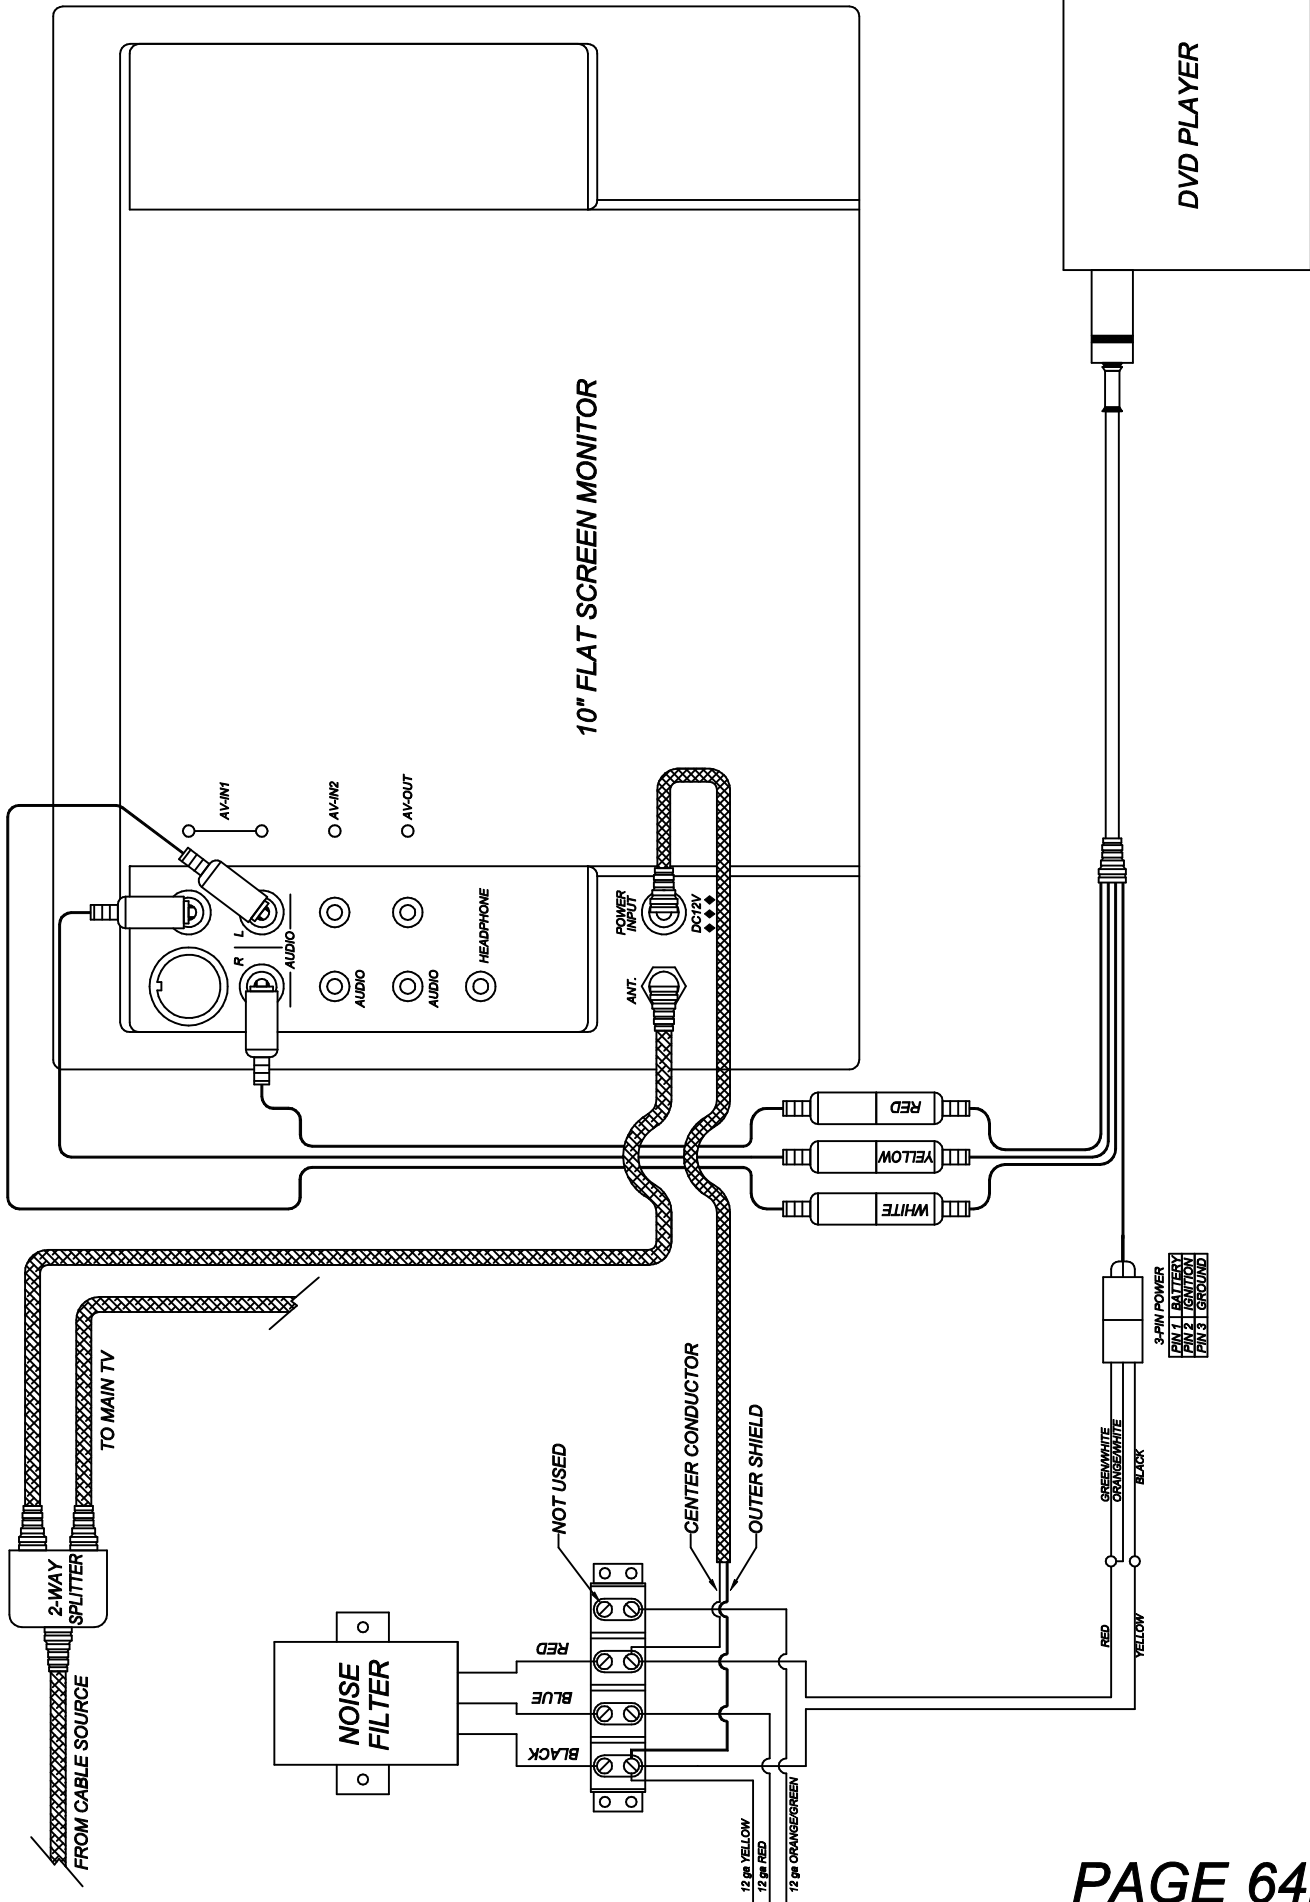 DVD PLAYER
10" FLAT SCREEN MONITOR
AV-IN1
AV-IN2
AV-OUT
L
R
AUDIO
AUDIO
AUDIO
HEADPHONE
POWER
INPUT
DC12V
ANT.
RED
YELLOW
WHITE
TO MAIN TV
2-WAY
SPLITTER
FROM CABLE SOURCE
NOT USED
CENTER CONDUCTOR
OUTER SHIELD
NOISE
FILTER
RED
BLUE
BLACK
3-PIN POWER
PIN 1 BATTERY
PIN 2 IGNITION
PIN 3 GROUND
GREEN/WHITE
ORANGE/WHITE
BLACK
RED
YELLOW
12 ga YELLOW
12 ga RED
12 ga ORANGE/GREEN
PAGE 64